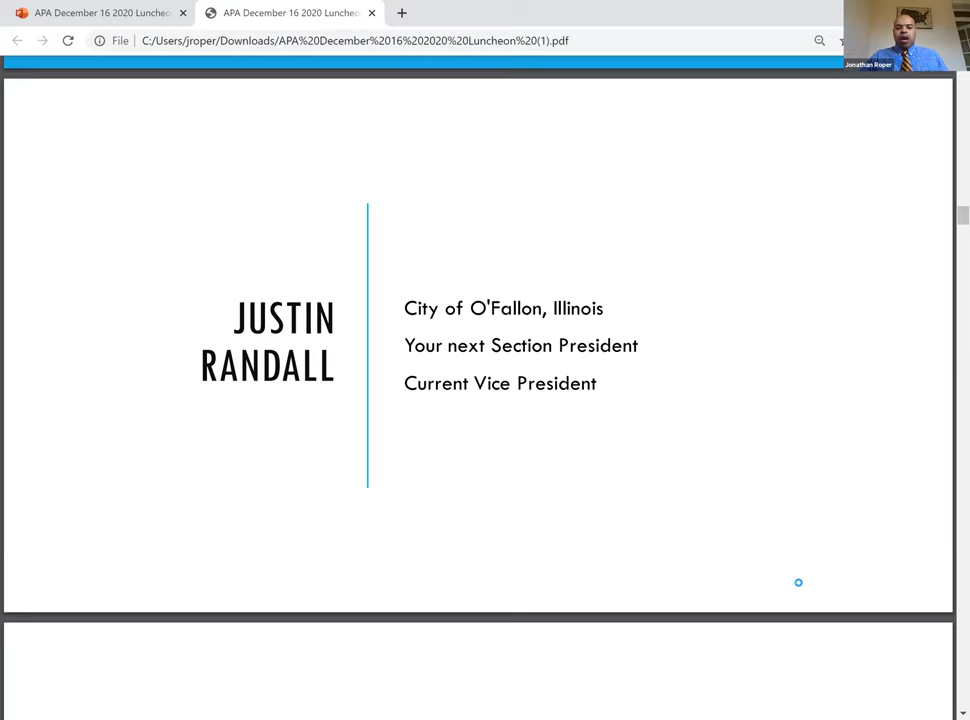 APA December 16 2020 Lunche
APA December 16 2020 Luncheo
File
C:/Users/jroper/Downloads/APA%20December%2016%202020%20Luncheon%20(1).pdf
Jonathan Roper
JUSTIN
RANDALL
City of O'Fallon, Illinois
Your next Section President
Current Vice President